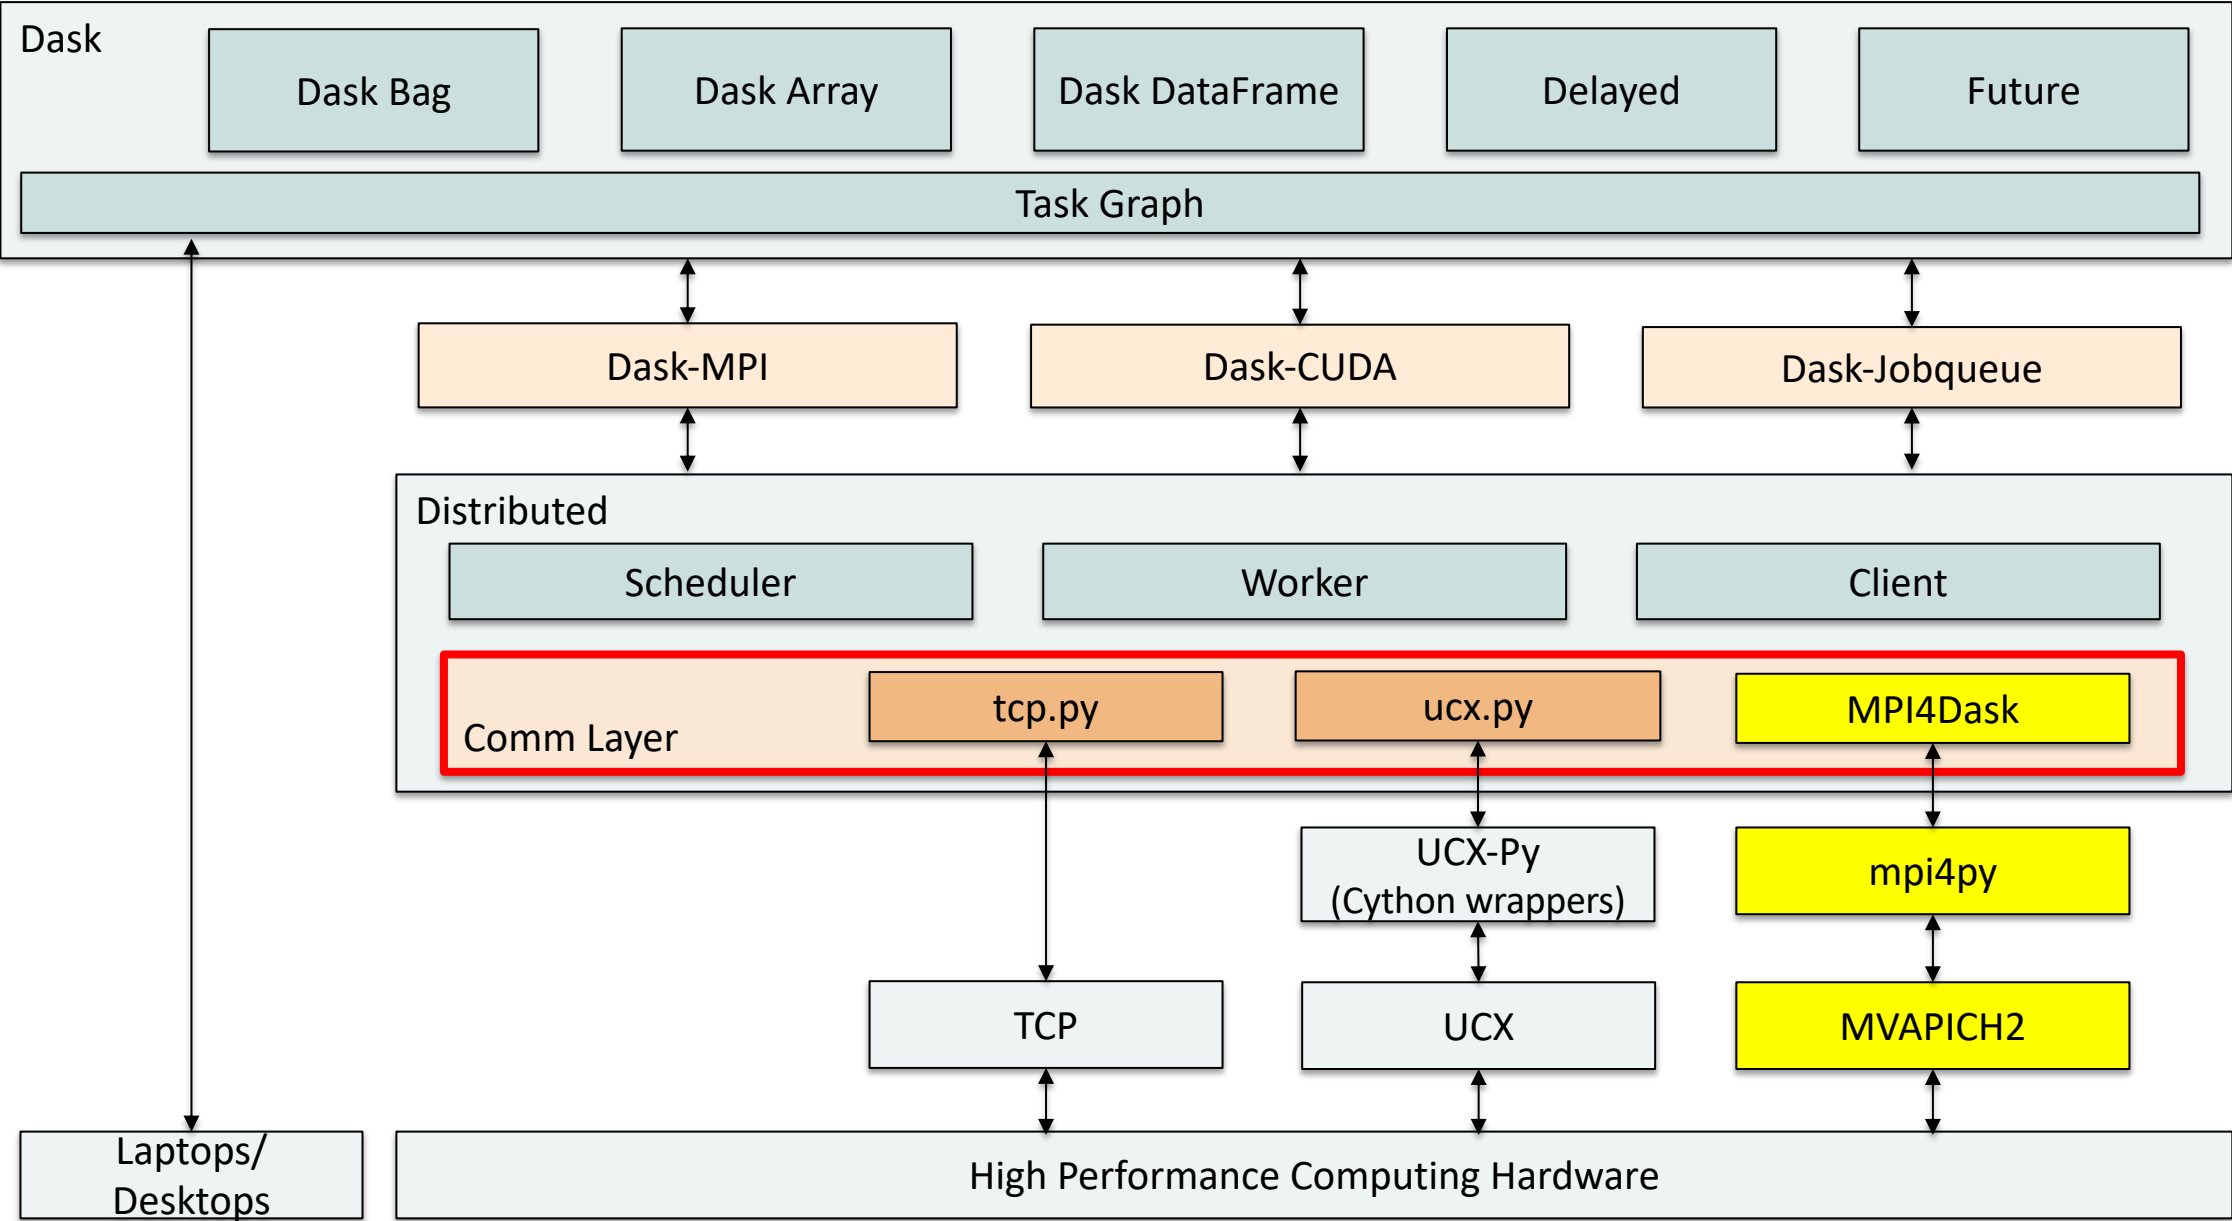 Dask
Dask Bag
Dask Array
Dask DataFrame
Delayed
Future
Task Graph
Dask-MPI
Dask-CUDA
Dask-Jobqueue
Distributed
Scheduler
Worker
Client
Comm Layer
tcp.py
ucx.py
MPI4Dask
UCX-Py
(Cython wrappers)
mpi4py
TCP
UCX
MVAPICH2
Laptops/
Desktops
High Performance Computing Hardware